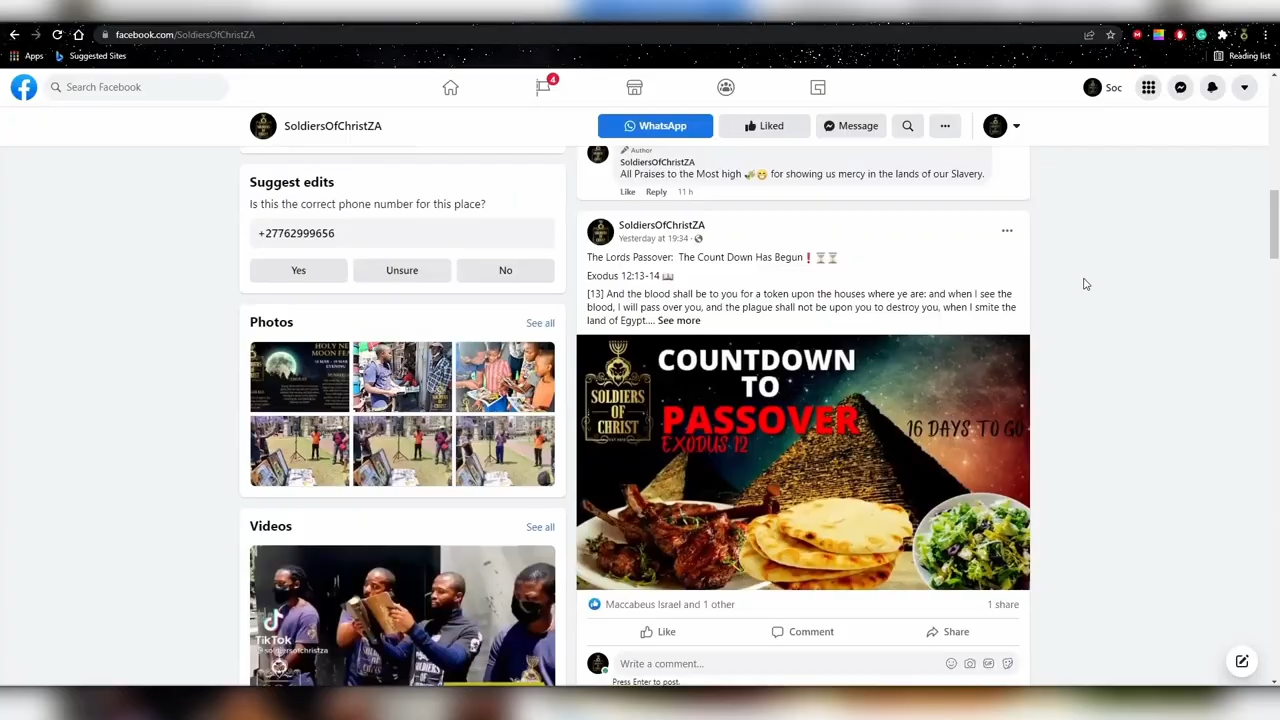 facebook.com/SoldiersOfChristZA
Apps
Suggested Sites
Reading list
Search Facebook
4
Soc
SoldiersOfChristZA
WhatsApp
Liked
Message
Suggest edits
Is this the correct phone number for this place?
+27762999656
Yes
Unsure
No
Photos
See all
HOLY NE
MOON FEA
Videos
See all
TikTok
Author
SoldiersOfChristZA
All Praises to the Most high for showing us mercy in the lands of our Slavery.
Like Reply 11 h
SoldiersOfChristZA
Yesterday at 19:34 ·
The Lords Passover: The Count Down Has Begun❗⏳⏳
Exodus 12:13-14 📖
[13] And the blood shall be to you for a token upon the houses where ye are: and when I see the
blood, I will pass over you, and the plague shall not be upon you to destroy you, when I smite the
land of Egypt.... See more
COUNTDOWN
TO
PASSOVER
EXODUS 12
16 DAYS TO GO
SOLDIERS
OF
CHRIST
Maccabeus Israel and 1 other
1 share
Like
Comment
Share
Write a comment...
Press Enter to post.